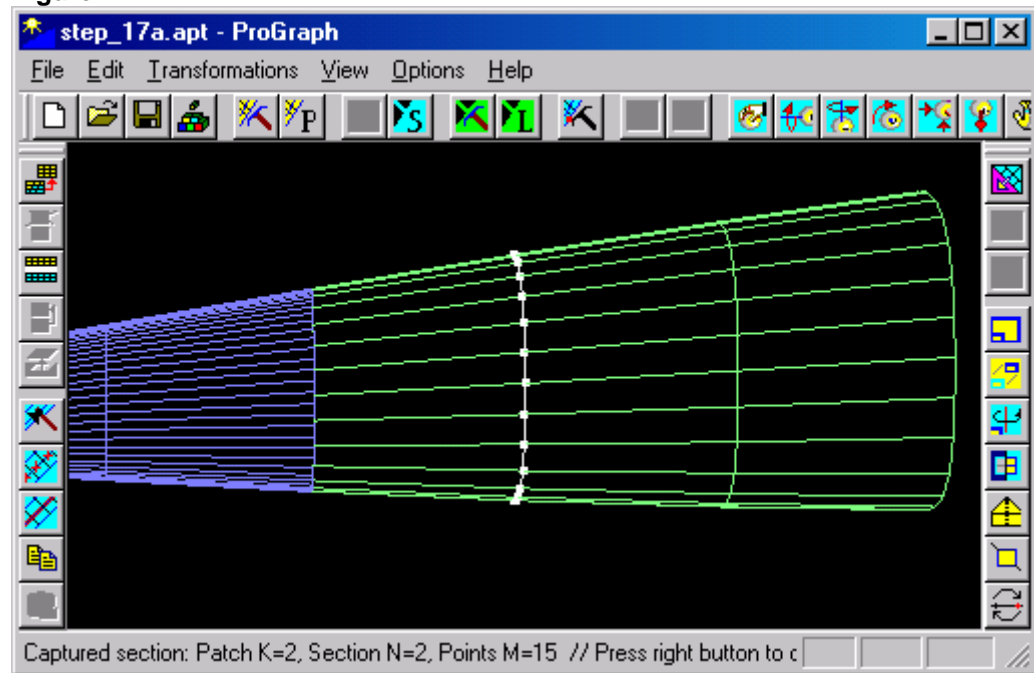 step_17a.apt - ProGraph
File Edit Transformations View Options Help
P S L
Captured section: Patch K=2, Section N=2, Points M=15 // Press right button to c